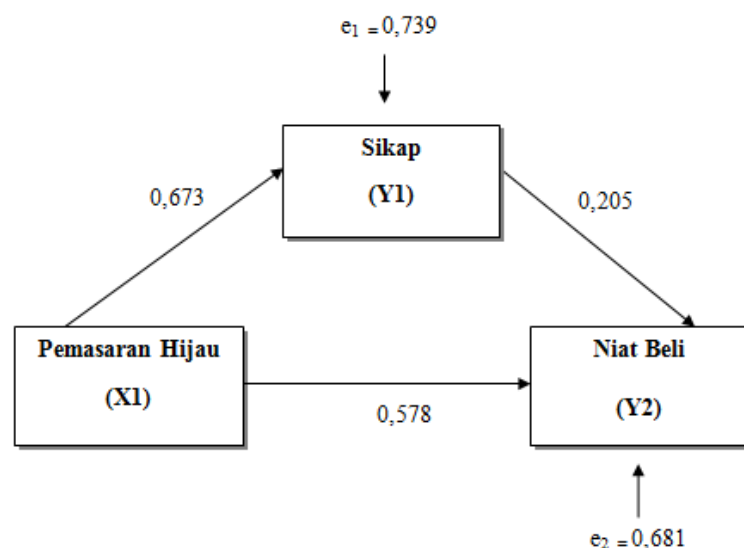 e₁ = 0,739
Sikap
(Y1)
0,673
0,205
Pemasaran Hijau
(X1)
Niat Beli
(Y2)
0,578
e₂ = 0,681